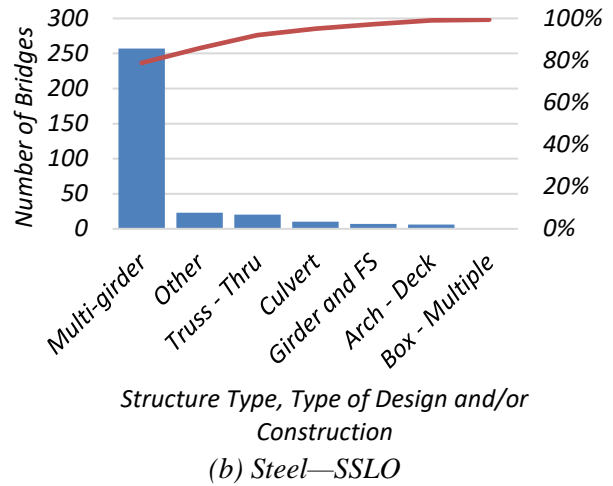 Number of Bridges
300
250
200
150
100
50
0
100%
80%
60%
40%
20%
0%
Multi-girder
Other
Truss - Thru
Culvert
Girder and FS
Arch - Deck
Box - Multiple
Structure Type, Type of Design and/or
Construction
(b) Steel—SSLO